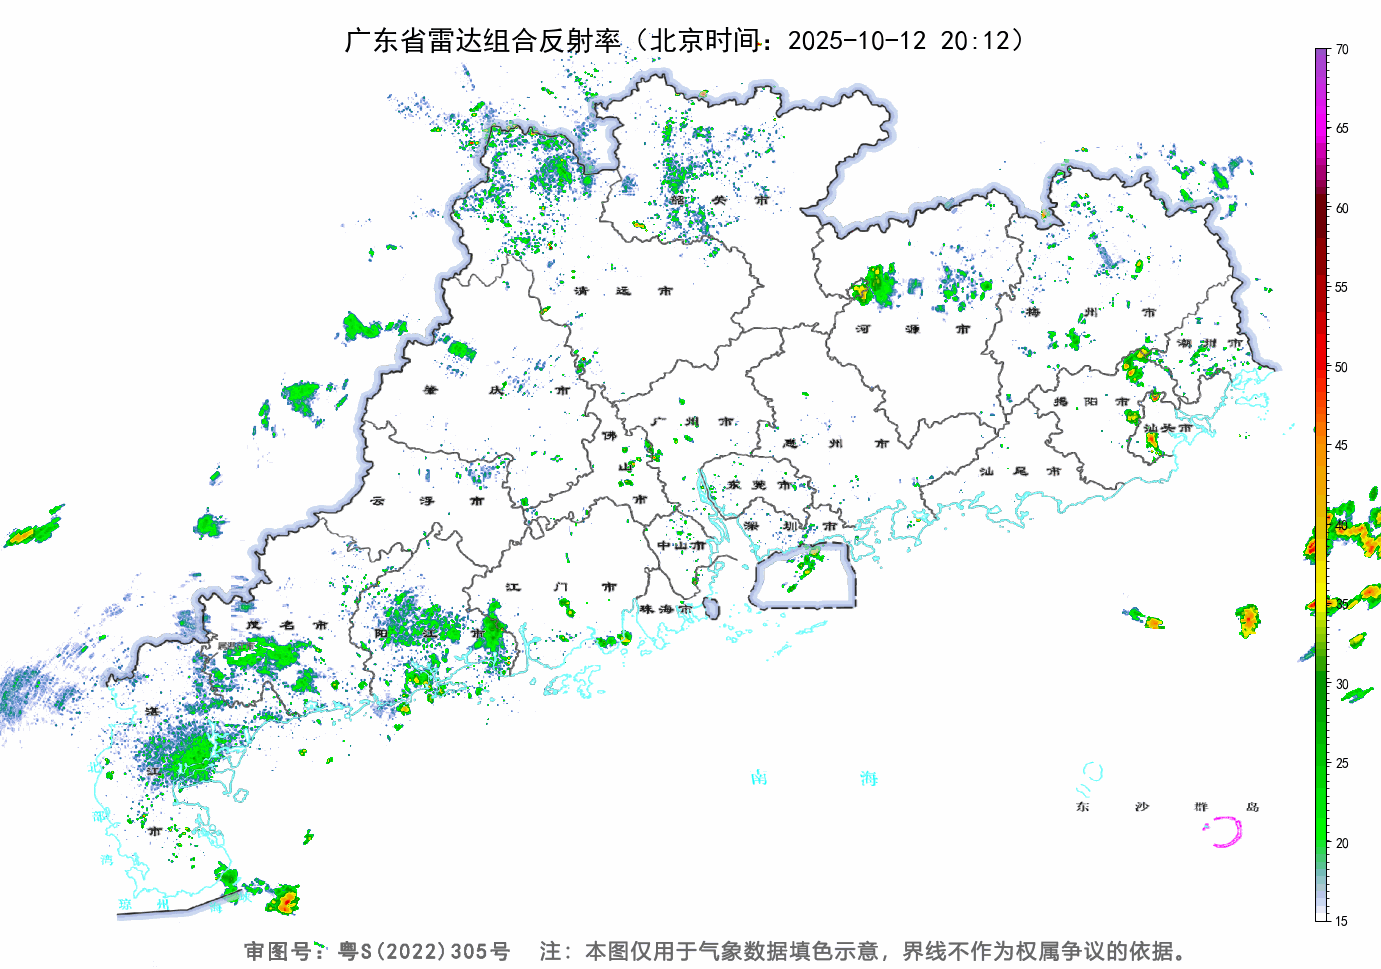 广东省雷达组合反射率（北京时间：2025-10-12 20:12）
70
65
60
55
50
45
40
35
30
25
20
15
韶关市
清远市
河源市
梅州市
潮州市
肇庆市
广州市
佛山市
惠州市
揭阳市
汕头市
汕尾市
东莞市
云浮市
深圳市
中山市
江门市
珠海市
茂名市
阳江市
湛江市
北部湾
琼州海峡
南海
东沙群岛
审图号：粤S(2022)305号 注：本图仅用于气象数据填色示意，界线不作为权属争议的依据。